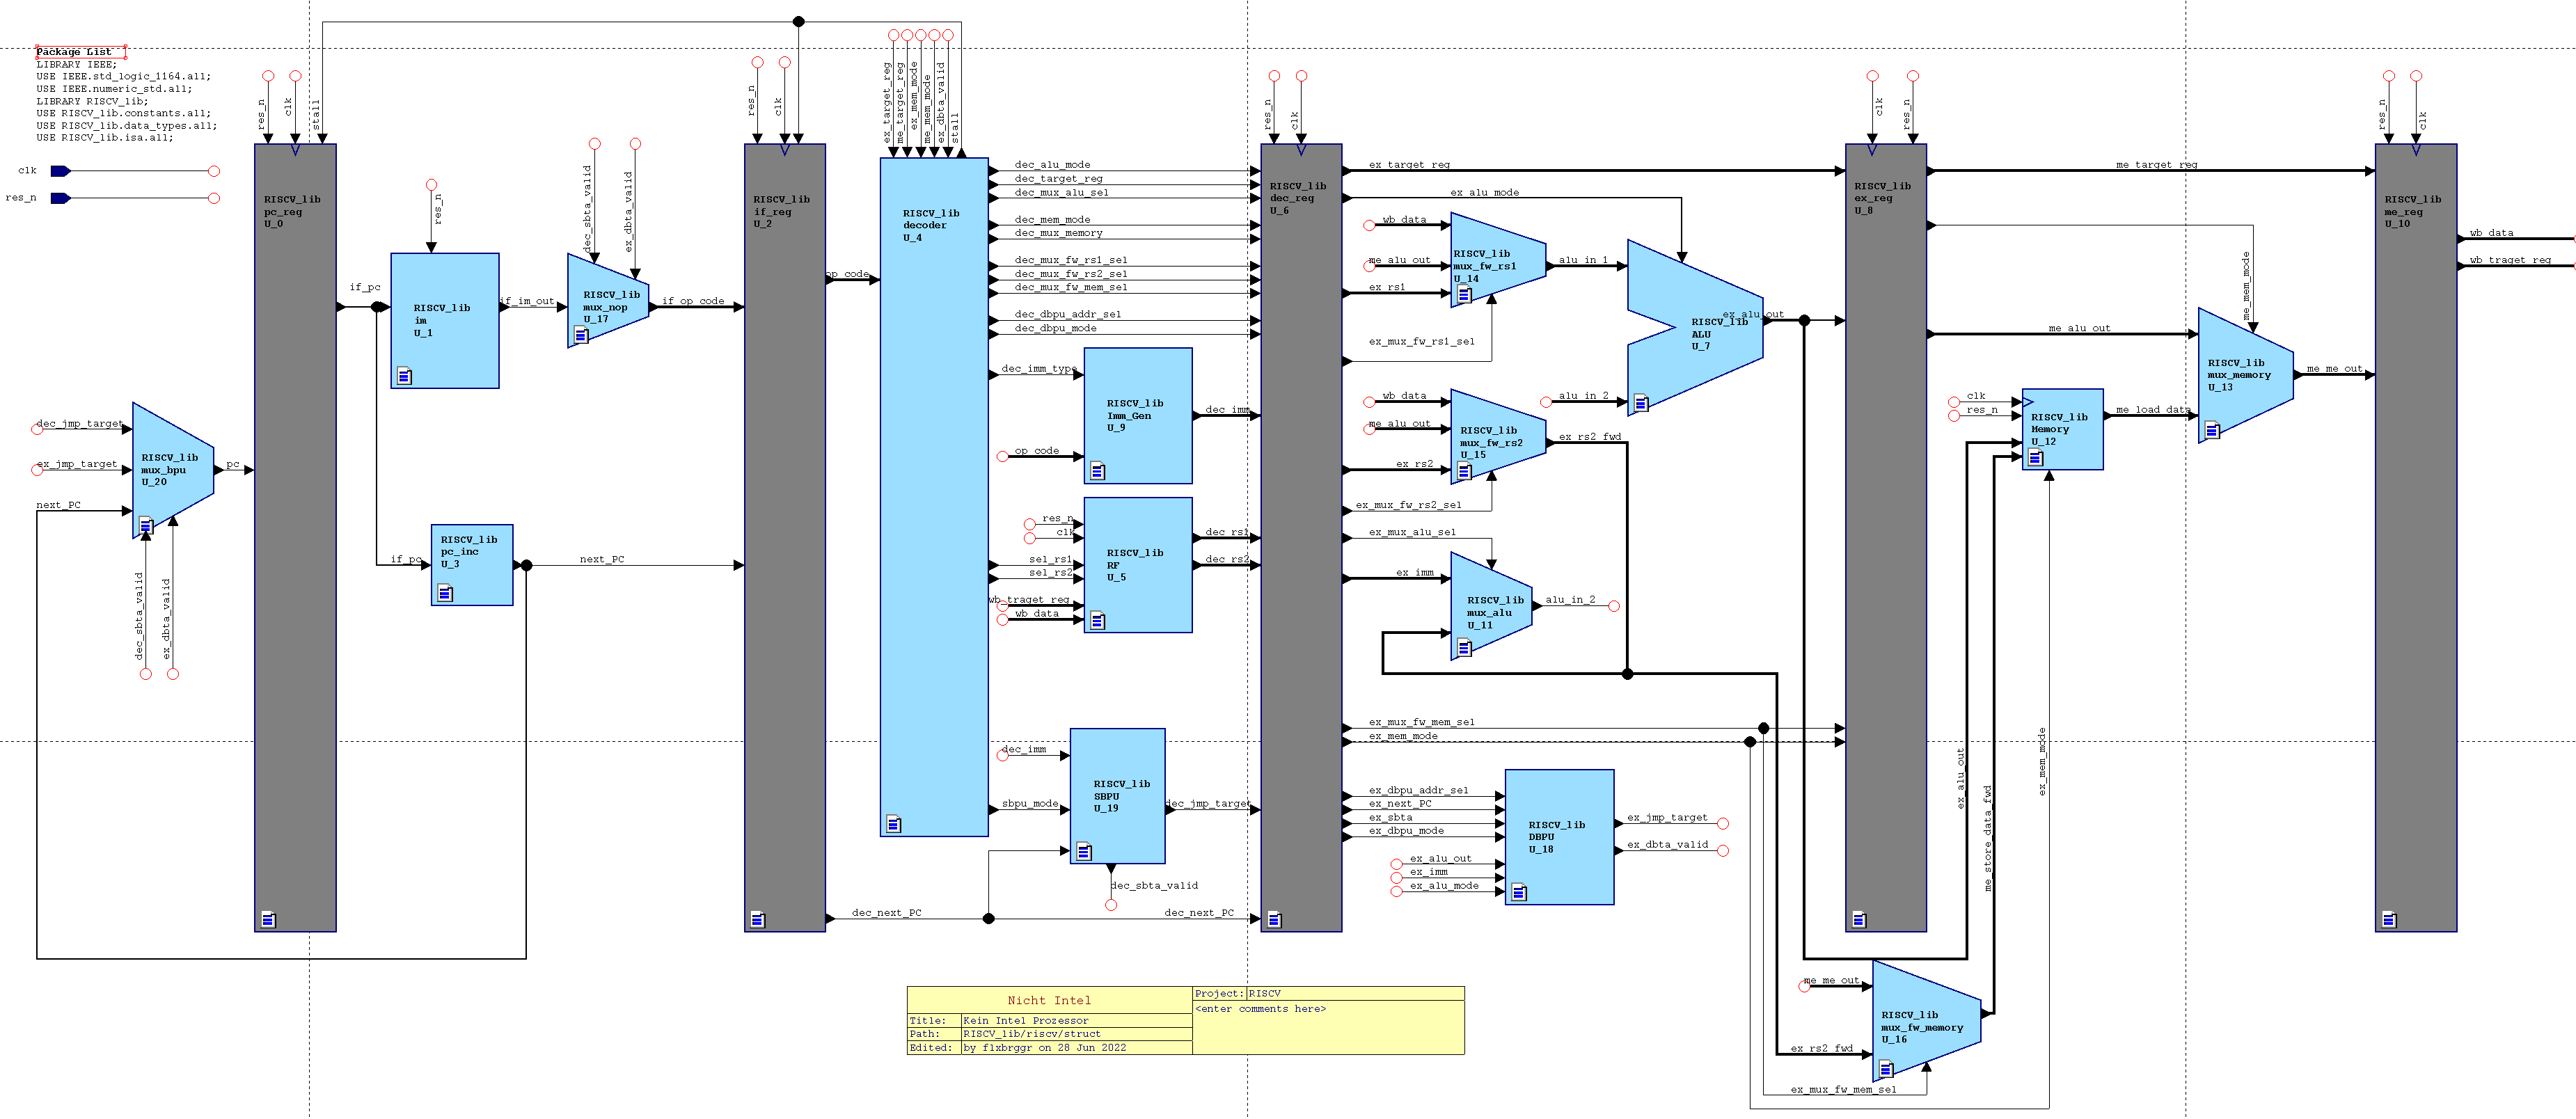 Package List
LIBRARY IEEE;
USE IEEE.std_logic_1164.all;
USE IEEE.numeric_std.all;
LIBRARY RISCV_lib;
USE RISCV_lib.constants.all;
USE RISCV_lib.data_types.all;
USE RISCV_lib.isa.all;
clk
res_n
dec_jmp_target
ex_jmp_target
next_PC
RISCV_lib
mux_bpu
U_20
pc
dec_sbta_valid
ex_dbta_valid
res_n
clk
stall
RISCV_lib
pc_reg
U_0
if_pc
res_n
RISCV_lib
im
U_1
if_im_out
dec_sbta_valid
ex_dbta_valid
RISCV_lib
mux_nop
U_17
if_op_code
if_pc
RISCV_lib
pc_inc
U_3
next_PC
res_n
clk
RISCV_lib
if_reg
U_2
op_code
dec_next_PC
ex_target_reg
me_target_reg
ex_mem_mode
me_mem_mode
ex_dbta_valid
stall
RISCV_lib
decoder
U_4
dec_alu_mode
dec_target_reg
dec_mux_alu_sel
dec_mem_mode
dec_mux_memory
dec_mux_fw_rs1_sel
dec_mux_fw_rs2_sel
dec_mux_fw_mem_sel
dec_dbpu_addr_sel
dec_dbpu_mode
dec_imm_type
op_code
RISCV_lib
Imm_Gen
U_9
dec_imm
res_n
clk
sel_rs1
sel_rs2
wb_traget_reg
wb_data
RISCV_lib
RF
U_5
dec_rs1
dec_rs2
dec_imm
sbpu_mode
RISCV_lib
SBPU
U_19
dec_jmp_target
dec_sbta_valid
dec_next_PC
res_n
clk
RISCV_lib
dec_reg
U_6
ex_target_reg
ex_alu_mode
wb_data
me_alu_out
ex_rs1
RISCV_lib
mux_fw_rs1
U_14
alu_in_1
ex_mux_fw_rs1_sel
wb_data
me_alu_out
ex_rs2
RISCV_lib
mux_fw_rs2
U_15
ex_rs2_fwd
ex_mux_fw_rs2_sel
alu_in_2
RISCV_lib
ALU
U_7
ex_alu_out
ex_mux_alu_sel
ex_imm
RISCV_lib
mux_alu
U_11
alu_in_2
ex_mux_fw_mem_sel
ex_mem_mode
ex_dbpu_addr_sel
ex_next_PC
ex_sbta
ex_dbpu_mode
ex_alu_out
ex_imm
ex_alu_mode
RISCV_lib
DBPU
U_18
ex_jmp_target
ex_dbta_valid
clk
res_n
RISCV_lib
ex_reg
U_8
me_target_reg
me_mem_mode
me_alu_out
clk
res_n
RISCV_lib
Memory
U_12
me_load_data
ex_alu_out
me_store_data_fwd
ex_mem_mode
RISCV_lib
mux_memory
U_13
me_me_out
me_me_out
RISCV_lib
mux_fw_memory
U_16
ex_rs2_fwd
ex_mux_fw_mem_sel
res_n
clk
RISCV_lib
me_reg
U_10
wb_data
wb_traget_reg
Nicht Intel
Title: Kein Intel Prozessor
Path: RISCV_lib/riscv/struct
Edited: by flxbrggr on 28 Jun 2022
Project: RISCV
<enter comments here>